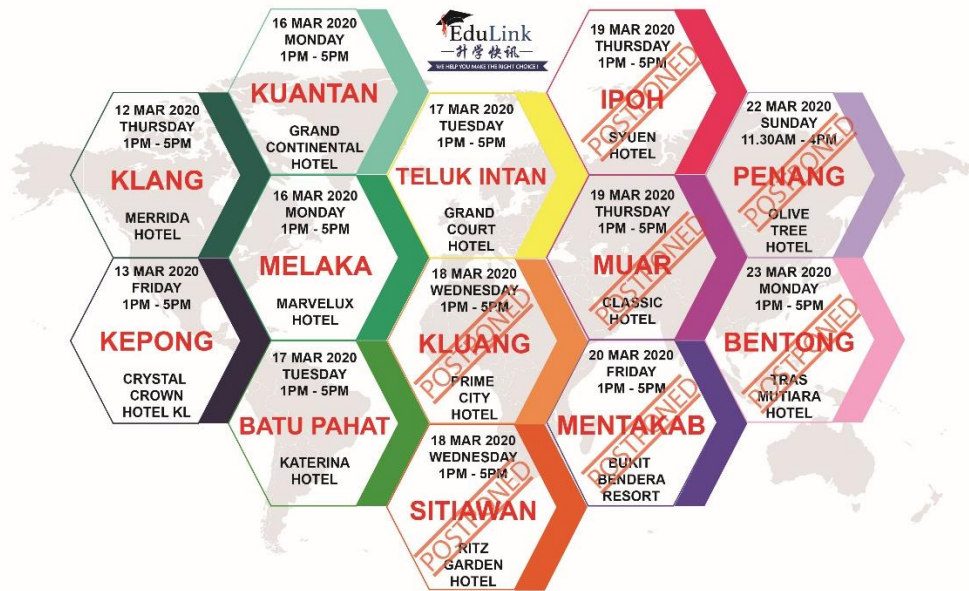 EduLink
升学快讯
WE HELP YOU MAKE THE RIGHT CHOICE!
12 MAR 2020
THURSDAY
1PM - 5PM
KLANG
MERRIDA
HOTEL
13 MAR 2020
FRIDAY
1PM - 5PM
KEPONG
CRYSTAL
CROWN
HOTEL KL
16 MAR 2020
MONDAY
1PM - 5PM
KUANTAN
GRAND
CONTINENTAL
HOTEL
16 MAR 2020
MONDAY
1PM - 5PM
MELAKA
MARVELUX
HOTEL
17 MAR 2020
TUESDAY
1PM - 5PM
BATU PAHAT
KATERINA
HOTEL
17 MAR 2020
TUESDAY
1PM - 5PM
TELUK INTAN
GRAND
COURT
HOTEL
18 MAR 2020
WEDNESDAY
1PM - 5PM
KLUANG
POSTPONED
PRIME
CITY
HOTEL
18 MAR 2020
WEDNESDAY
1PM - 5PM
SITIAWAN
POSTPONED
RITZ
GARDEN
HOTEL
19 MAR 2020
THURSDAY
1PM - 5PM
IPOH
POSTPONED
SYUEN
HOTEL
19 MAR 2020
THURSDAY
1PM - 5PM
MUAR
POSTPONED
CLASSIC
HOTEL
20 MAR 2020
FRIDAY
1PM - 5PM
MENTAKAB
POSTPONED
BUKIT
BENDERA
RESORT
22 MAR 2020
SUNDAY
11.30AM - 4PM
PENANG
POSTPONED
OLIVE
TREE
HOTEL
23 MAR 2020
MONDAY
1PM - 5PM
BENTONG
POSTPONED
TRAS
MUTIARA
HOTEL